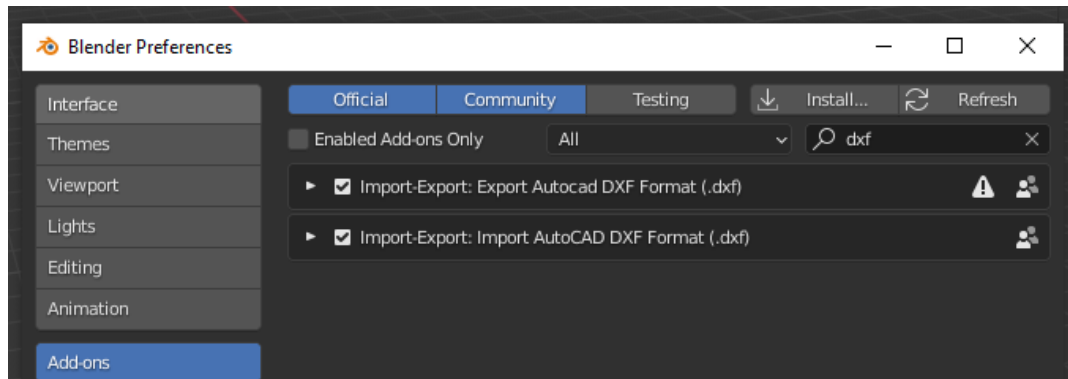 Blender Preferences
Interface
Official Community Testing Install... Refresh
Themes
Enabled Add-ons Only All dxf
Viewport
Import-Export: Export Autocad DXF Format (.dxf)
Lights
Import-Export: Import AutoCAD DXF Format (.dxf)
Editing
Animation
Add-ons